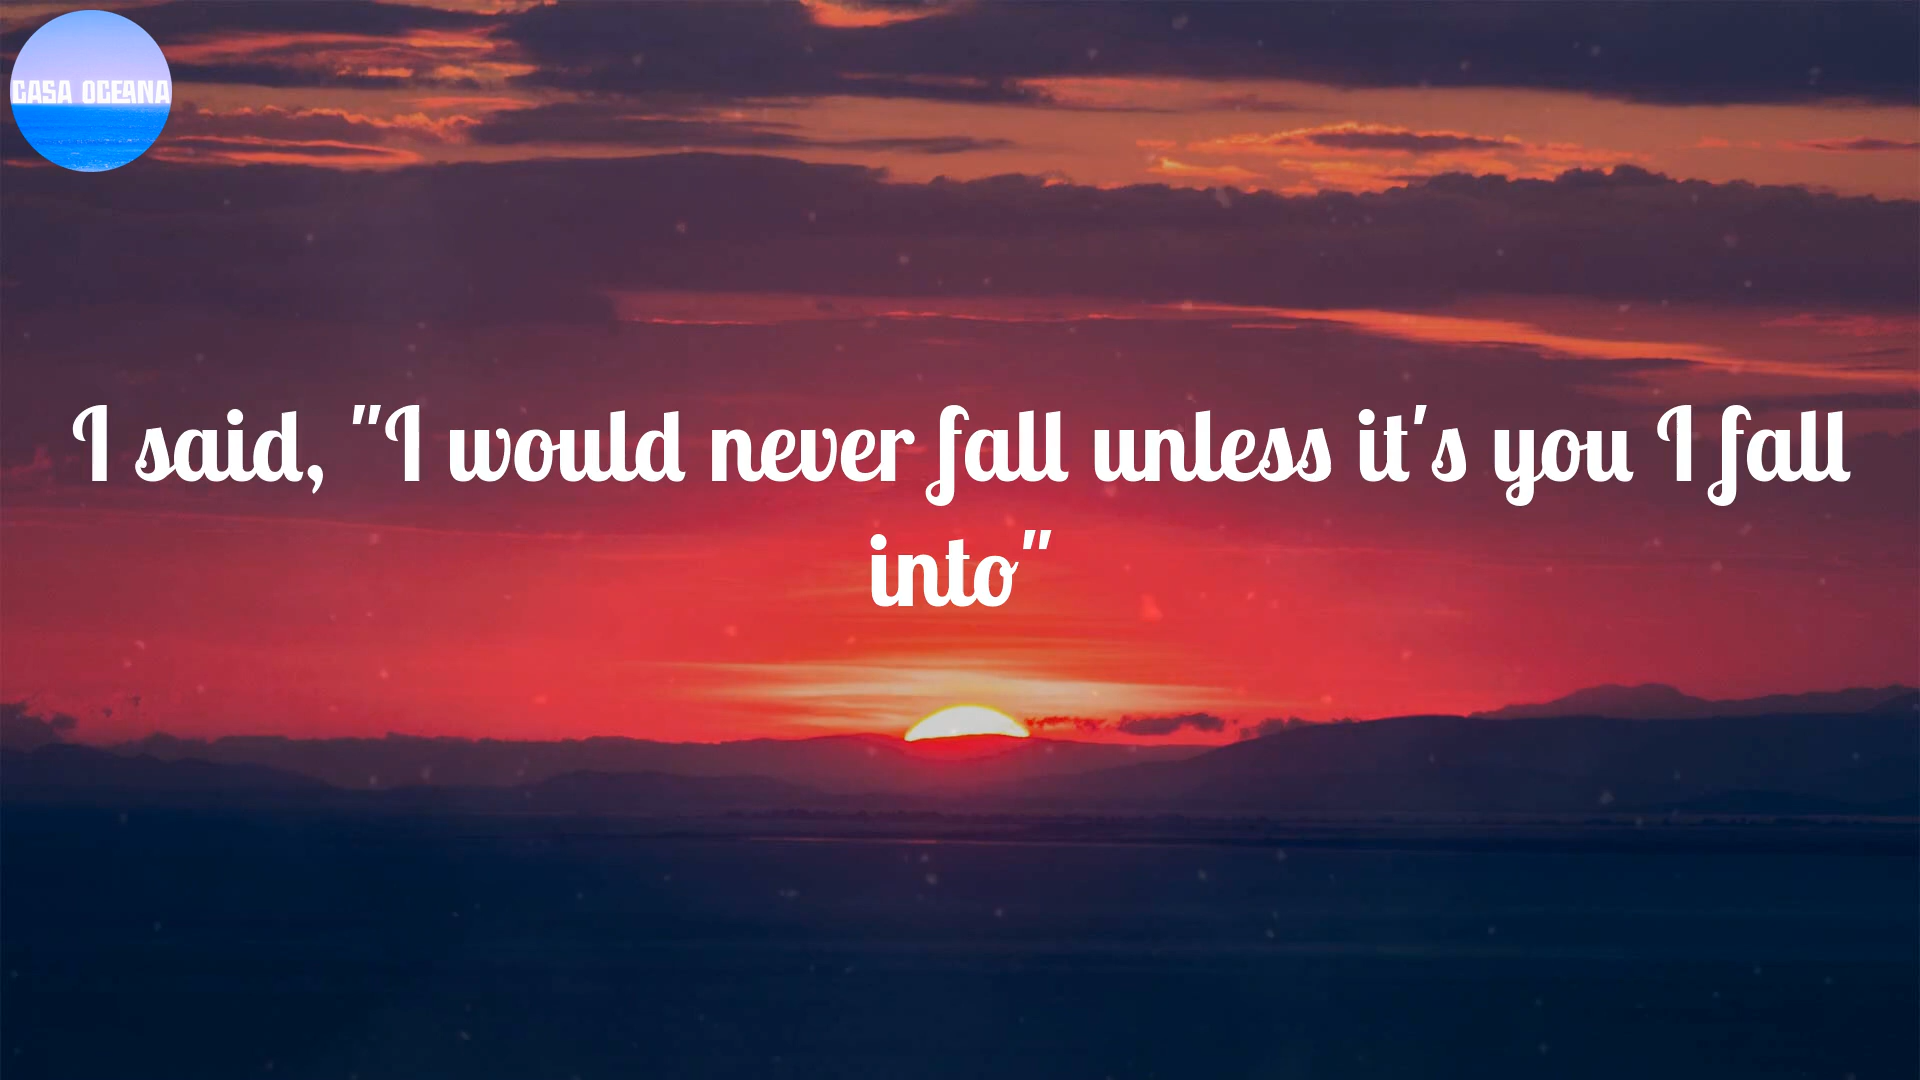 CASA OCEANA
I said, "I would never fall unless it's you I fall
into"